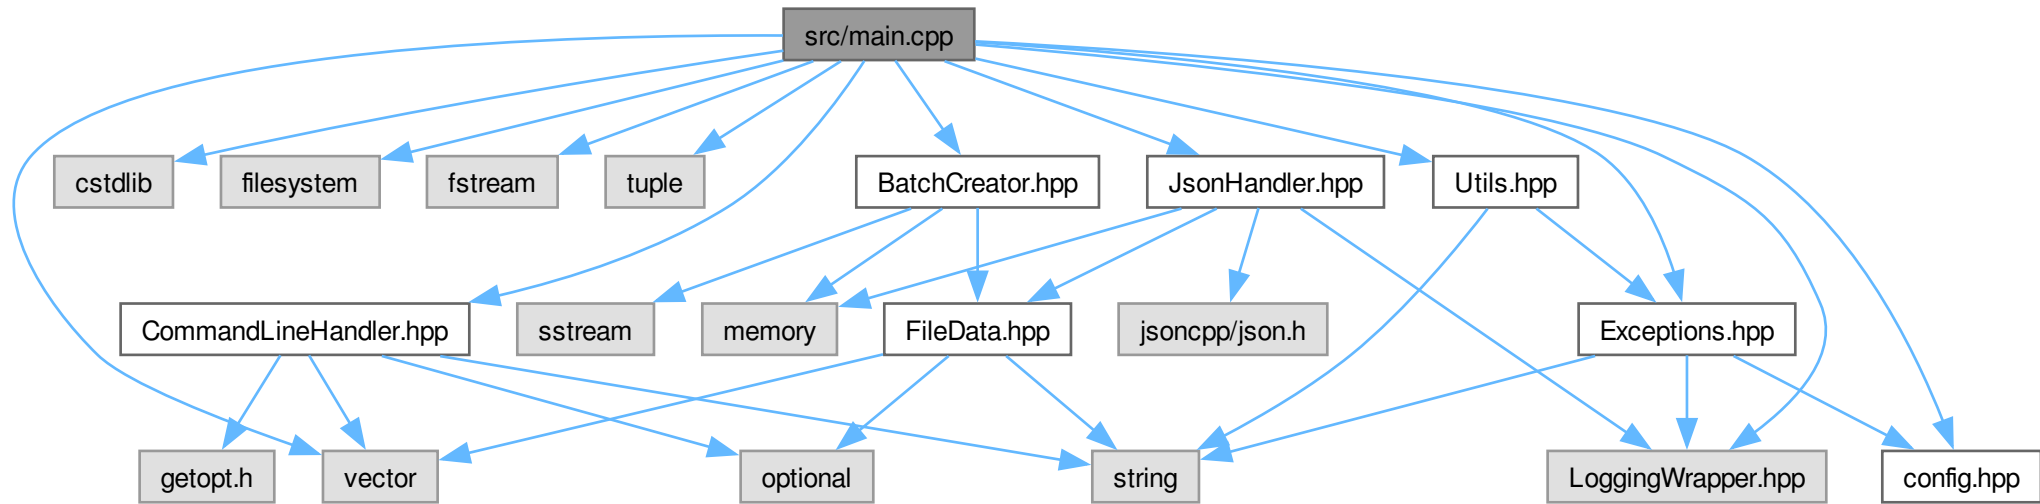 src/main.cpp
cstdlib
filesystem
fstream
tuple
BatchCreator.hpp
JsonHandler.hpp
Utils.hpp
CommandLineHandler.hpp
sstream
memory
FileData.hpp
jsoncpp/json.h
Exceptions.hpp
getopt.h
vector
optional
string
LoggingWrapper.hpp
config.hpp